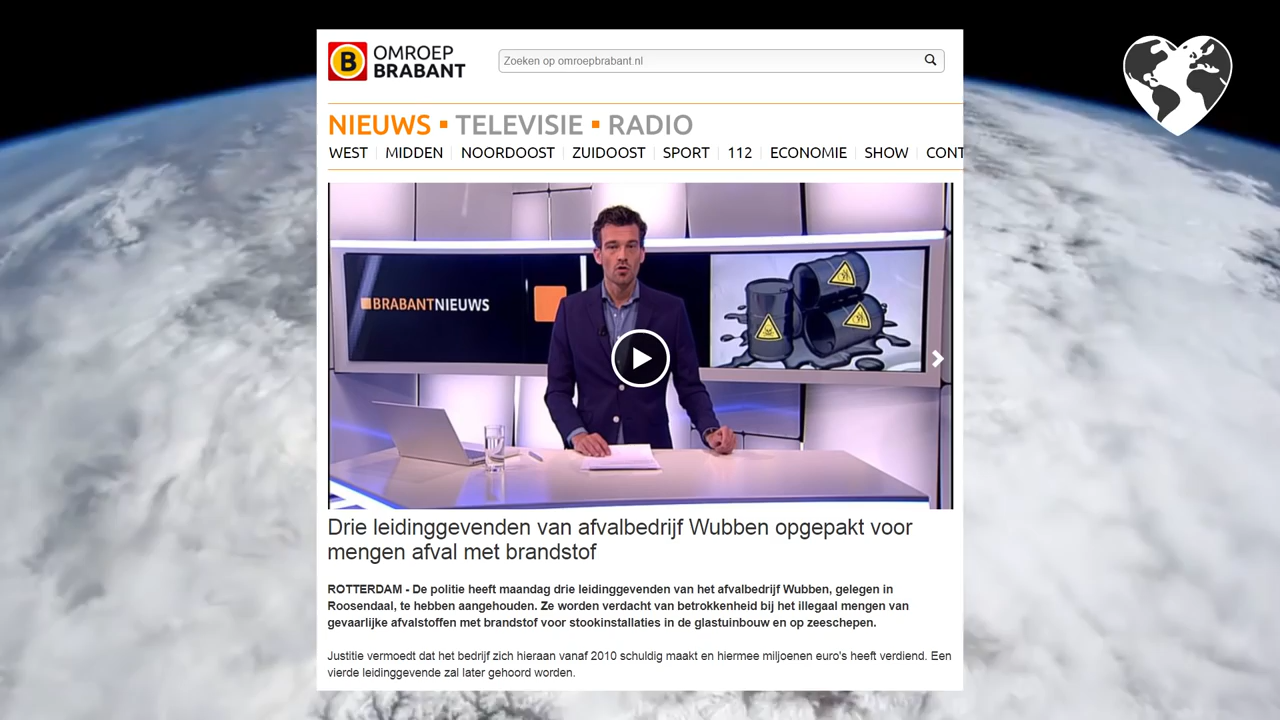 B
OMROEP
BRABANT
Zoeken op omroepbrabant.nl
NIEUWS ▪ TELEVISIE ▪ RADIO
WEST MIDDEN NOORDOOST ZUIDOOST SPORT 112 ECONOMIE SHOW CONT
BRABANTNIEUWS
Drie leidinggevenden van afvalbedrijf Wubben opgepakt voor
mengen afval met brandstof
ROTTERDAM - De politie heeft maandag drie leidinggevenden van het afvalbedrijf Wubben, gelegen in
Roosendaal, te hebben aangehouden. Ze worden verdacht van betrokkenheid bij het illegaal mengen van
gevaarlijke afvalstoffen met brandstof voor stookinstallaties in de glastuinbouw en op zeeschepen.
Justitie vermoedt dat het bedrijf zich hieraan vanaf 2010 schuldig maakt en hiermee miljoenen euro's heeft verdiend. Een
vierde leidinggevende zal later gehoord worden.